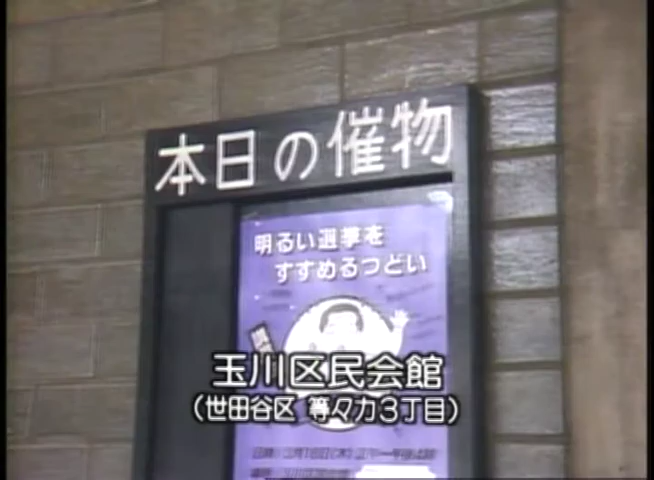 本日の催物
明るい選挙を
すすめるつどい
玉川区民会館
(世田谷区 等々力3丁目)